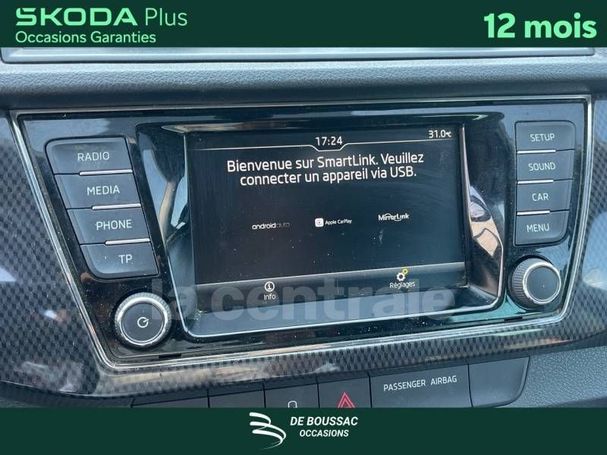 SKODA Plus
Occasions Garanties
12 mois
17:24
31.0°C
Bienvenue sur SmartLink. Veuillez
connecter un appareil via USB.
androidauto
Apple CarPlay
MirrorLink
Info
Réglages
RADIO
MEDIA
PHONE
TP
SETUP
SOUND
CAR
MENU
la centrale
PASSENGER AIRBAG
DE BOUSSAC
OCCASIONS